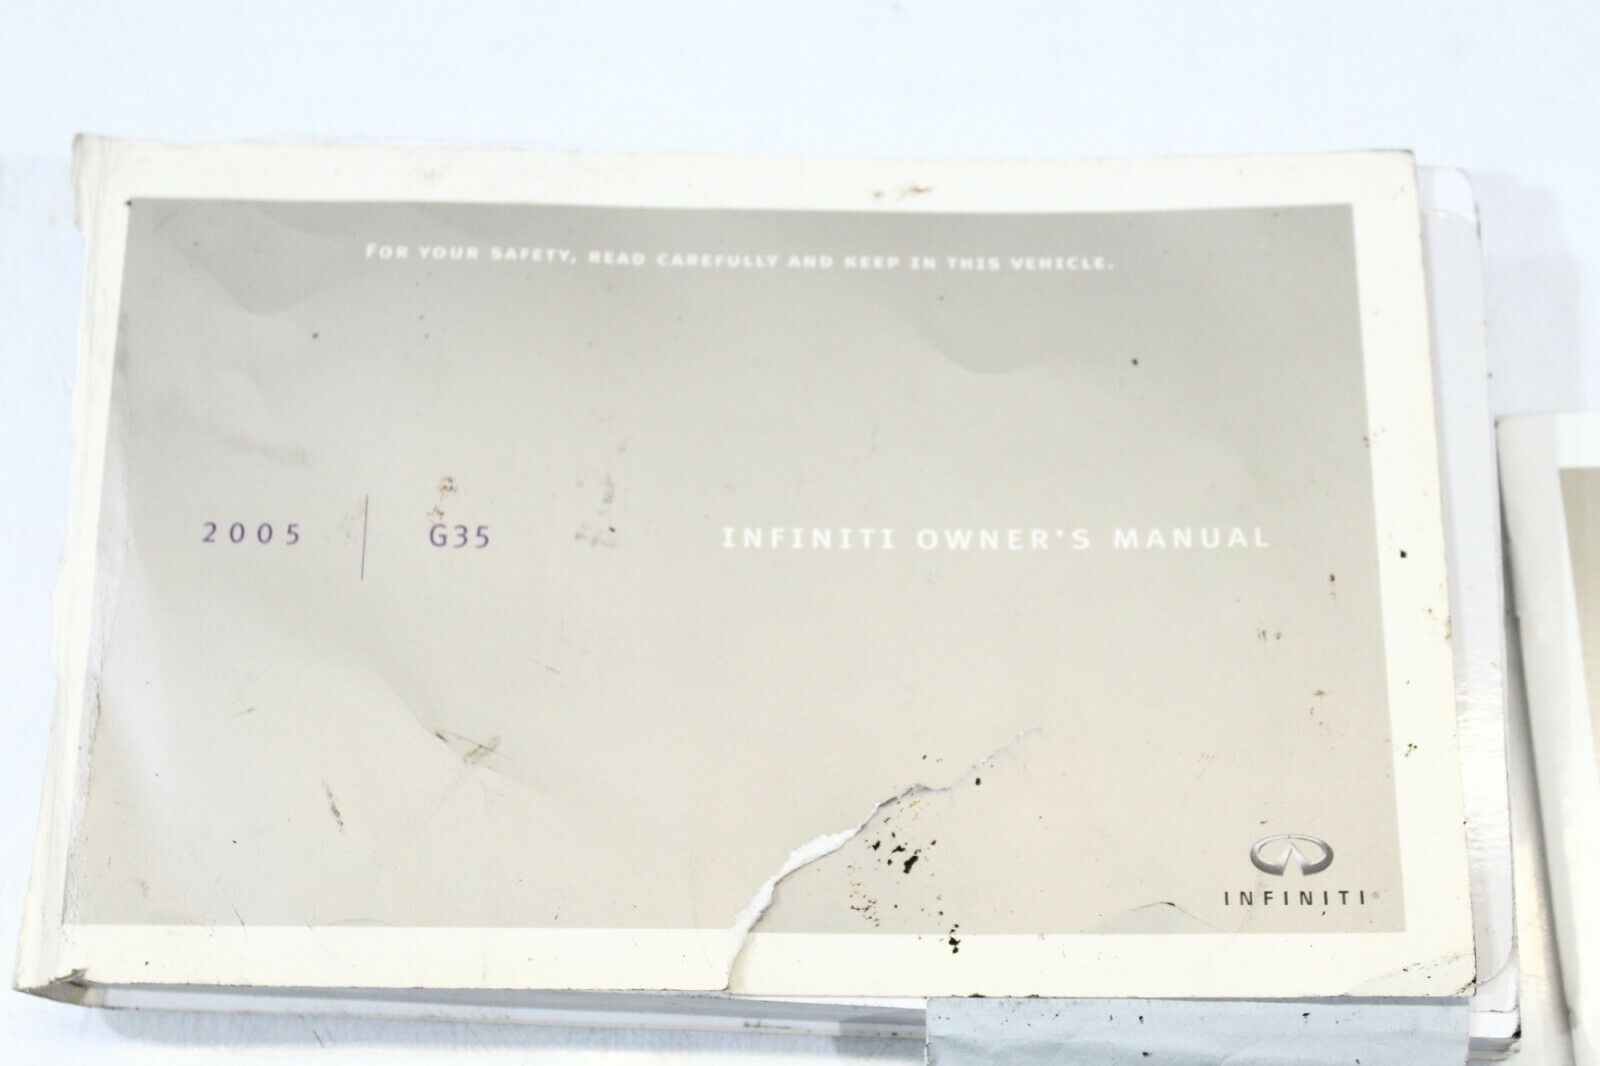 FOR YOUR SAFETY, READ CAREFULLY AND KEEP IN THIS VEHICLE.
2005 | G35 INFINITI OWNER'S MANUAL
INFINITI®